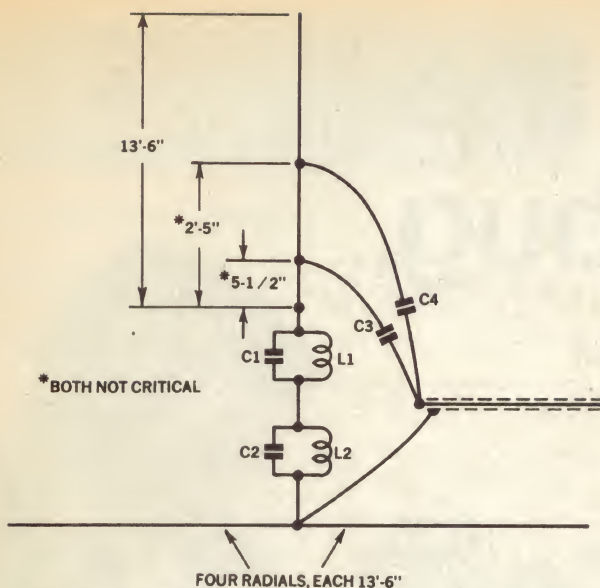 13'-6"
*2'-5"
*5-1/2"
C4
C3
C1 L1
*BOTH NOT CRITICAL
C2 L2
FOUR RADIALS, EACH 13'-6"